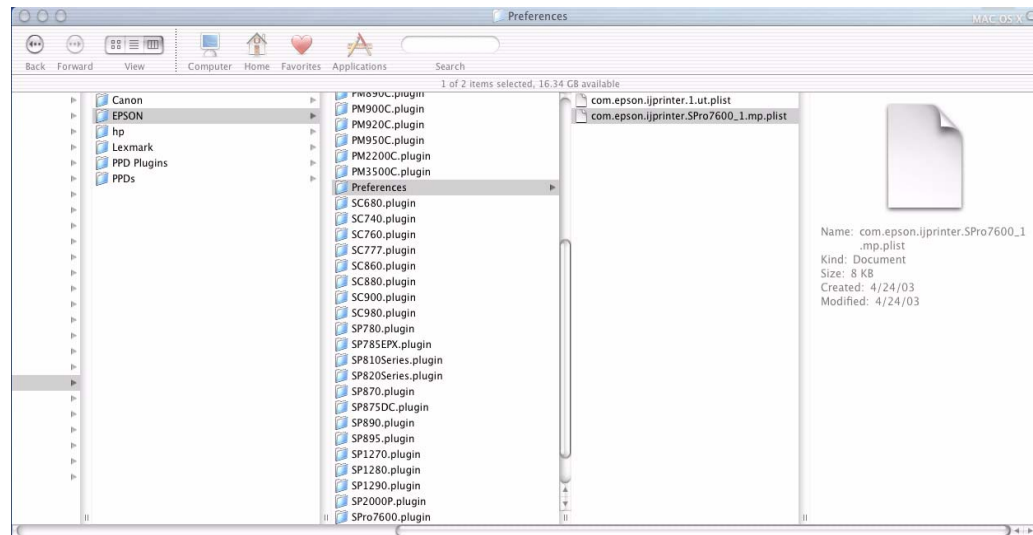 Preferences
MAC OS X
Back Forward View Computer Home Favorites Applications Search
1 of 2 items selected, 16.34 GB available
Canon
EPSON
hp
Lexmark
PPD Plugins
PPDs
PM890C.plugin
PM900C.plugin
PM920C.plugin
PM950C.plugin
PM2200C.plugin
PM3500C.plugin
Preferences
SC680.plugin
SC740.plugin
SC760.plugin
SC777.plugin
SC860.plugin
SC880.plugin
SC900.plugin
SC980.plugin
SP780.plugin
SP785EPX.plugin
SP810Series.plugin
SP820Series.plugin
SP870.plugin
SP875DC.plugin
SP890.plugin
SP895.plugin
SP1270.plugin
SP1280.plugin
SP1290.plugin
SP2000P.plugin
SPro7600.plugin
com.epson.ijprinter.1.ut.plist
com.epson.ijprinter.SPro7600_1.mp.plist
Name: com.epson.ijprinter.SPro7600_1
.mp.plist
Kind: Document
Size: 8 KB
Created: 4/24/03
Modified: 4/24/03